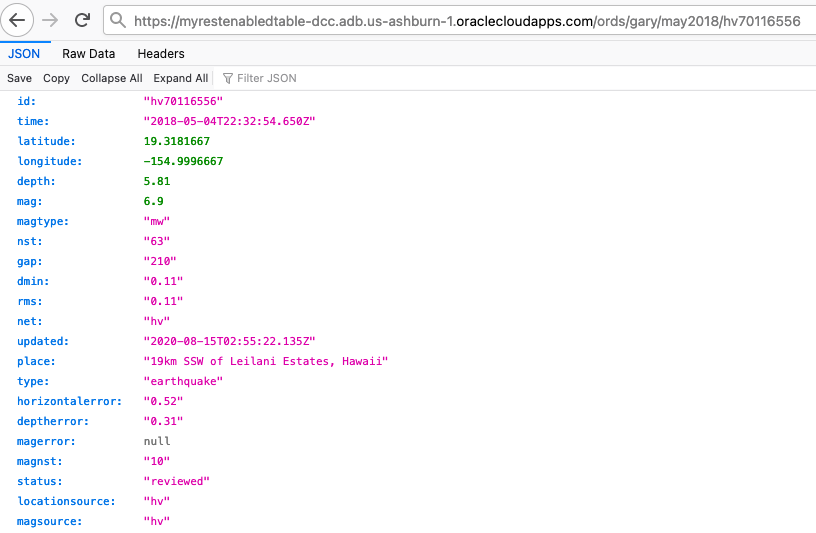 https://myrestenabledtable-dcc.adb.us-ashburn-1.oraclecloudapps.com/ords/gary/may2018/hv70116556
JSON Raw Data Headers
Save Copy Collapse All Expand All Filter JSON
id: "hv70116556"
time: "2018-05-04T22:32:54.650Z"
latitude: 19.3181667
longitude: -154.9996667
depth: 5.81
mag: 6.9
magtype: "mw"
nst: "63"
gap: "210"
dmin: "0.11"
rms: "0.11"
net: "hv"
updated: "2020-08-15T02:55:22.135Z"
place: "19km SSW of Leilani Estates, Hawaii"
type: "earthquake"
horizontalerror: "0.52"
deptherror: "0.31"
magerror: null
magnst: "10"
status: "reviewed"
locationsource: "hv"
magsource: "hv"